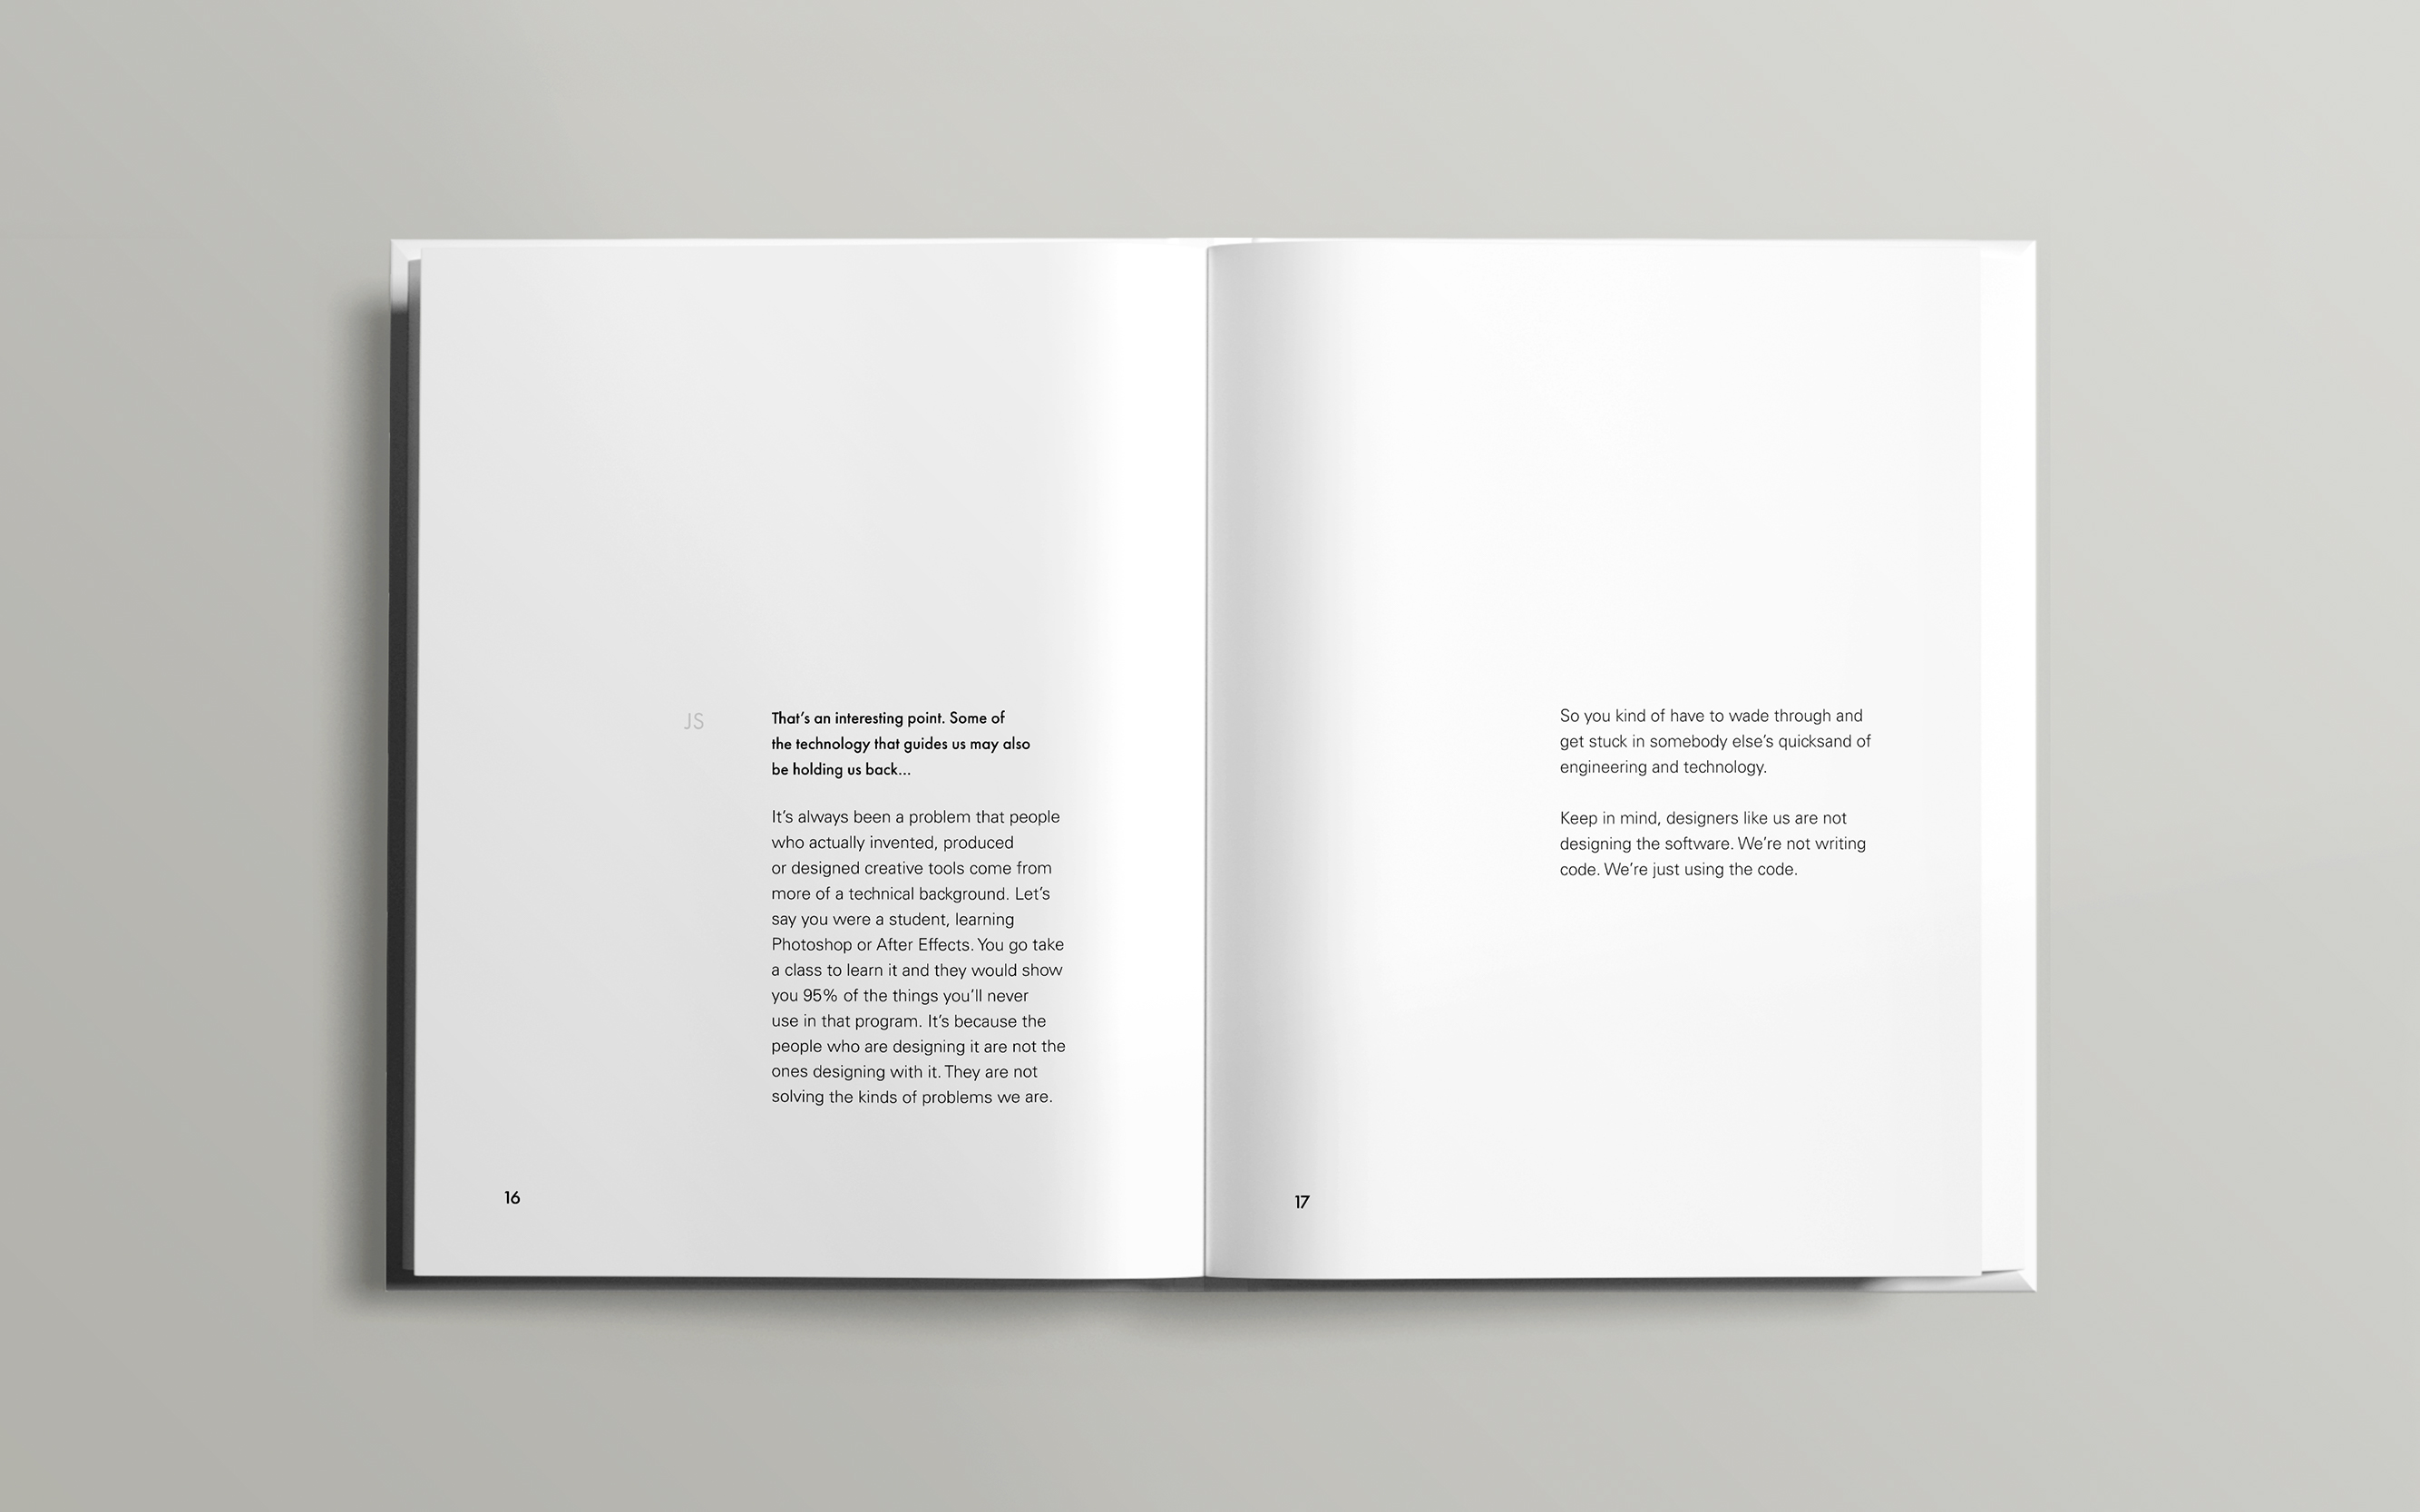 JS
That's an interesting point. Some of
the technology that guides us may also
be holding us back...
It's always been a problem that people
who actually invented, produced
or designed creative tools come from
more of a technical background. Let's
say you were a student, learning
Photoshop or After Effects. You go take
a class to learn it and they would show
you 95% of the things you'll never
use in that program. It's because the
people who are designing it are not the
ones designing with it. They are not
solving the kinds of problems we are.
16
So you kind of have to wade through and
get stuck in somebody else's quicksand of
engineering and technology.
Keep in mind, designers like us are not
designing the software. We're not writing
code. We're just using the code.
17